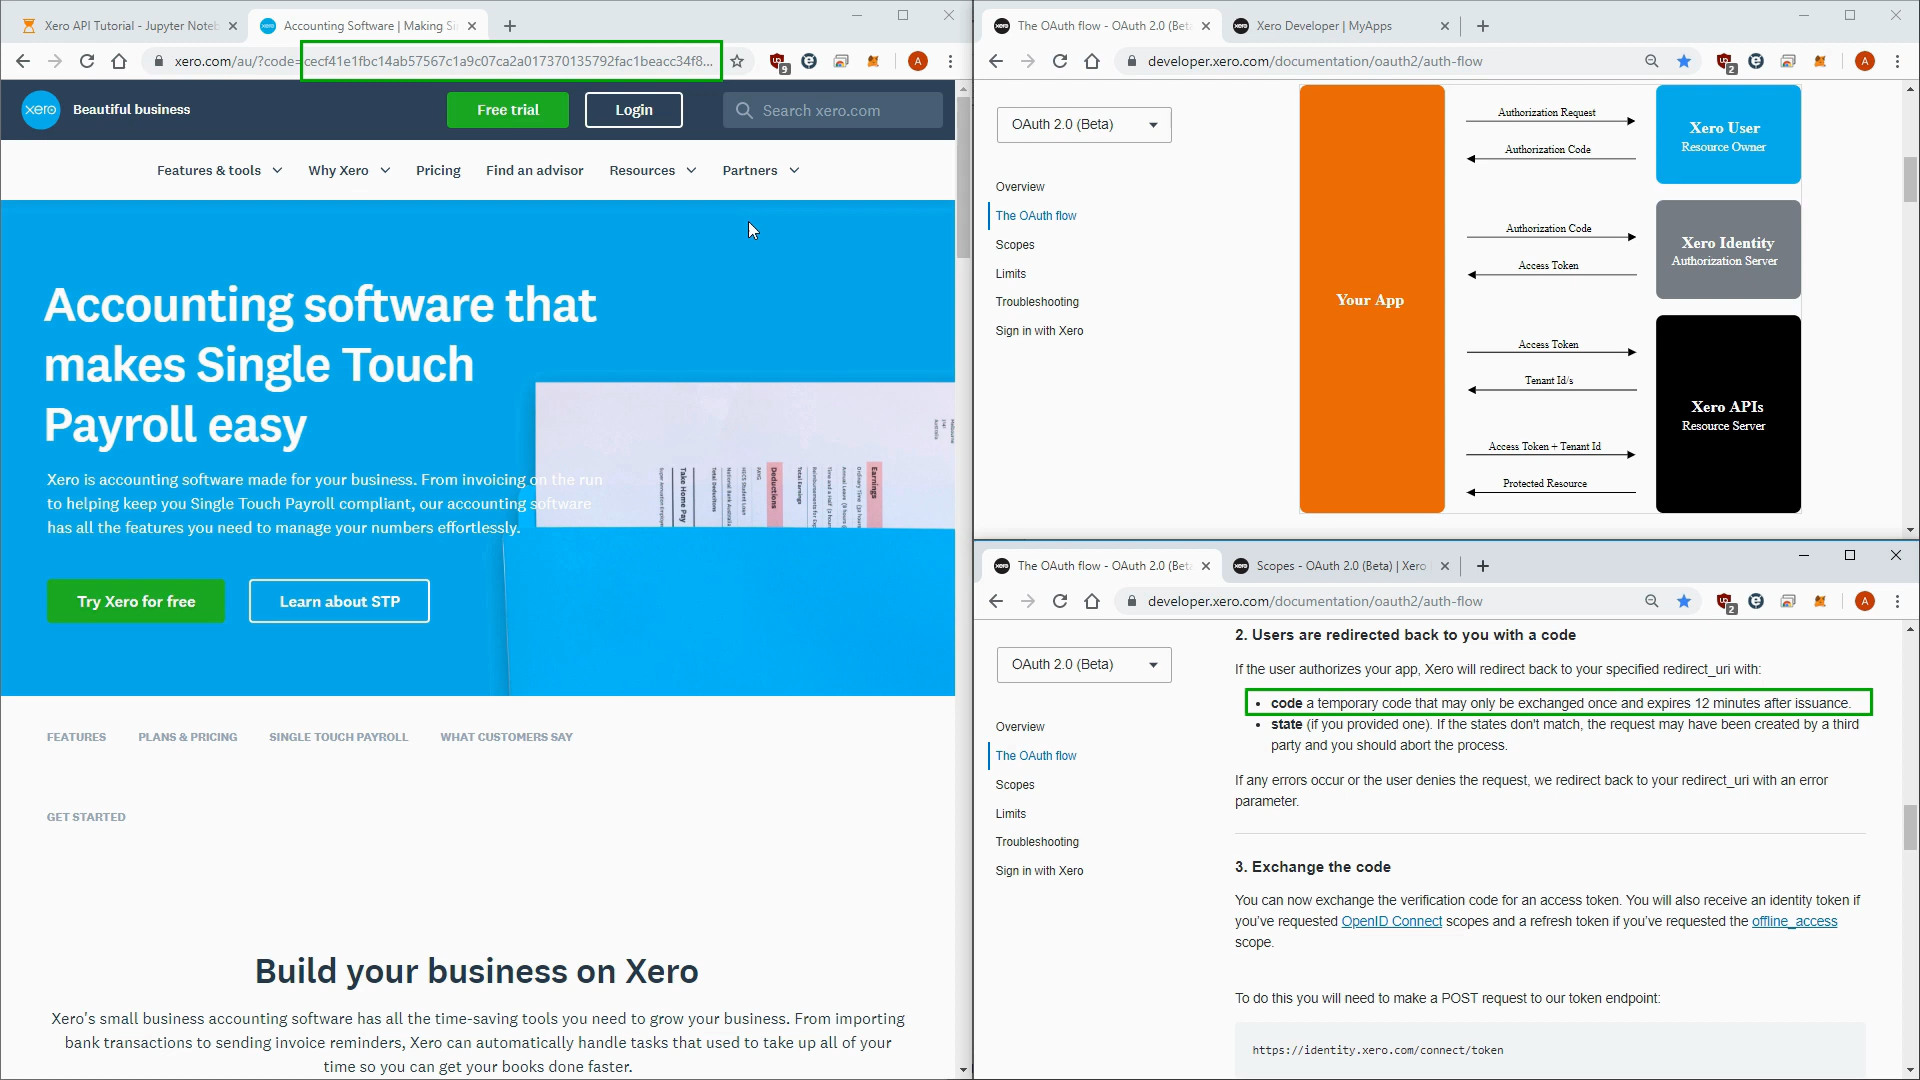 Xero API Tutorial - Jupyter Noteb
Accounting Software | Making Si
xero.com/au/?code=cecf41e1fbc14ab57567c1a9c07ca2a017370135792fac1beacc34f8...
9
A
xero
Beautiful business
Free trial
Login
Search xero.com
Features & tools
Why Xero
Pricing
Find an advisor
Resources
Partners
Accounting software that
makes Single Touch
Payroll easy
Xero is accounting software made for your business. From invoicing on the run
to helping keep you Single Touch Payroll compliant, our accounting software
has all the features you need to manage your numbers effortlessly.
Earnings
Deductions
Total Deductions
Take Home Pay
Try Xero for free
Learn about STP
FEATURES
PLANS & PRICING
SINGLE TOUCH PAYROLL
WHAT CUSTOMERS SAY
GET STARTED
Build your business on Xero
Xero's small business accounting software has all the time-saving tools you need to grow your business. From importing
bank transactions to sending invoice reminders, Xero can automatically handle tasks that used to take up all of your
time so you can get your books done faster.
The OAuth flow - OAuth 2.0 (Beta
Xero Developer | MyApps
developer.xero.com/documentation/oauth2/auth-flow
2
A
OAuth 2.0 (Beta)
Overview
The OAuth flow
Scopes
Limits
Troubleshooting
Sign in with Xero
Your App
Authorization Request
Authorization Code
Xero User
Resource Owner
Authorization Code
Access Token
Xero Identity
Authorization Server
Access Token
Tenant Id/s
Access Token + Tenant Id
Protected Resource
Xero APIs
Resource Server
The OAuth flow - OAuth 2.0 (Beta
Scopes - OAuth 2.0 (Beta) | Xero
developer.xero.com/documentation/oauth2/auth-flow
2
A
OAuth 2.0 (Beta)
Overview
The OAuth flow
Scopes
Limits
Troubleshooting
Sign in with Xero
2. Users are redirected back to you with a code
If the user authorizes your app, Xero will redirect back to your specified redirect_uri with:
• code a temporary code that may only be exchanged once and expires 12 minutes after issuance.
• state (if you provided one). If the states don't match, the request may have been created by a third
party and you should abort the process.
If any errors occur or the user denies the request, we redirect back to your redirect_uri with an error
parameter.
3. Exchange the code
You can now exchange the verification code for an access token. You will also receive an identity token if
you've requested OpenID Connect scopes and a refresh token if you've requested the offline_access
scope.
To do this you will need to make a POST request to our token endpoint:
https://identity.xero.com/connect/token